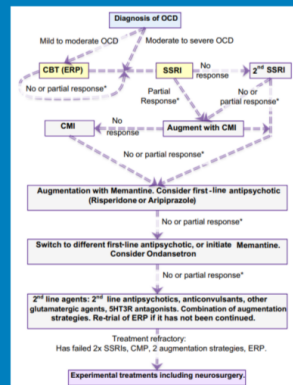 Diagnosis of OCD
Mild to moderate OCD
Moderate to severe OCD
CBT (ERP)
SSRI
No
response
2nd SSRI
No or partial response*
Partial
Response*
No or
partial response*
CMI
No
response
Augment with CMI
No or partial response*
Augmentation with Memantine. Consider first-line antipsychotic
(Risperidone or Aripiprazole)
No or partial response*
Switch to different first-line antipsychotic, or initiate Memantine.
Consider Ondansetron
No or partial response*
2nd line agents: 2nd line antipsychotics, anticonvulsants, other
glutamatergic agents, 5HT3R antagonists. Combination of augmentation
strategies. Re-trial of ERP if it has not been continued.
Treatment refractory:
Has failed 2x SSRIs, CMP, 2 augmentation strategies, ERP.
Experimental treatments including neurosurgery.